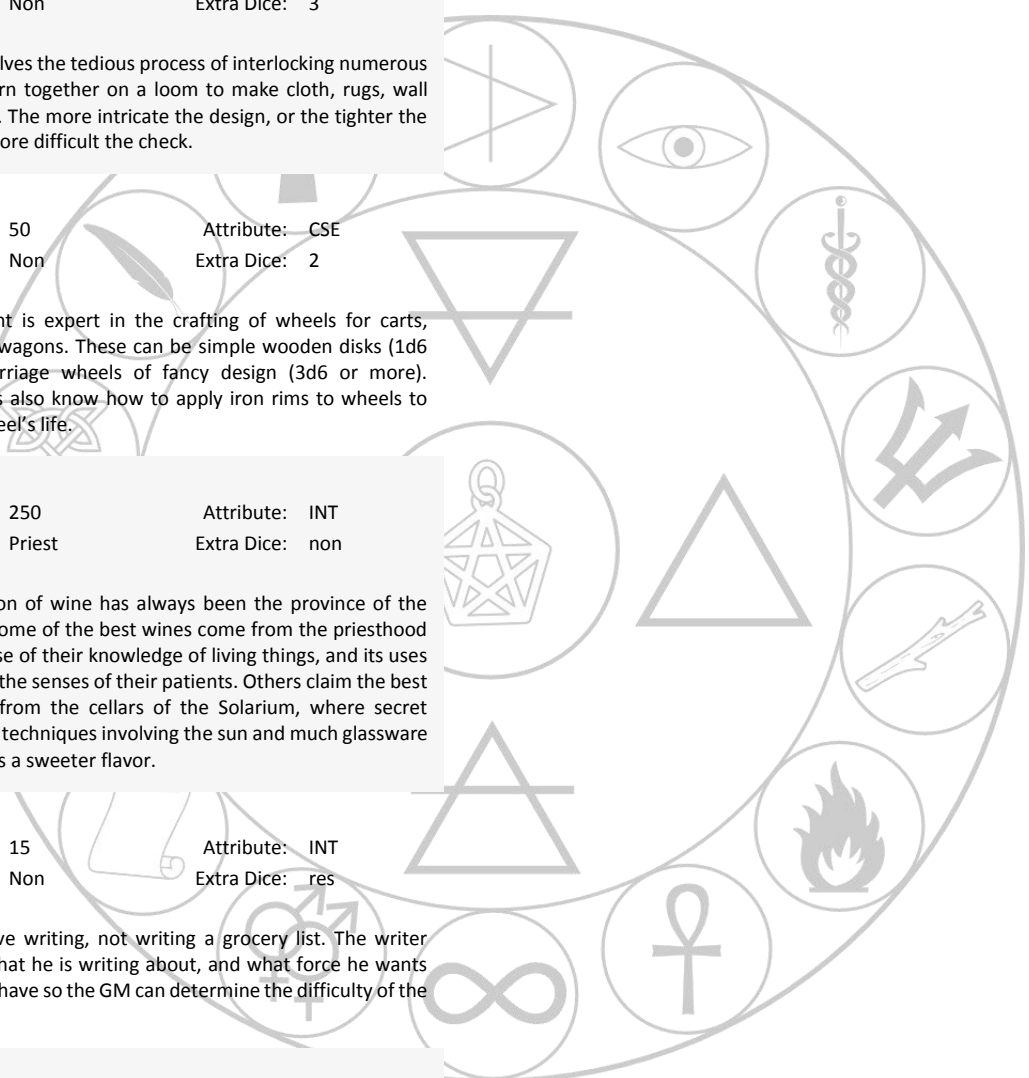 Non Extra Dice: 3
lves the tedious process of interlocking numerous
rn together on a loom to make cloth, rugs, wall
. The more intricate the design, or the tighter the
ore difficult the check.
50 Attribute: CSE
Non Extra Dice: 2
nt is expert in the crafting of wheels for carts,
wagons. These can be simple wooden disks (1d6
rriage wheels of fancy design (3d6 or more).
s also know how to apply iron rims to wheels to
eel's life.
250 Attribute: INT
Priest Extra Dice: non
on of wine has always been the province of the
ome of the best wines come from the priesthood
se of their knowledge of living things, and its uses
the senses of their patients. Others claim the best
from the cellars of the Solarium, where secret
techniques involving the sun and much glassware
s a sweeter flavor.
15 Attribute: INT
Non Extra Dice: res
ve writing, not writing a grocery list. The writer
hat he is writing about, and what force he wants
have so the GM can determine the difficulty of the